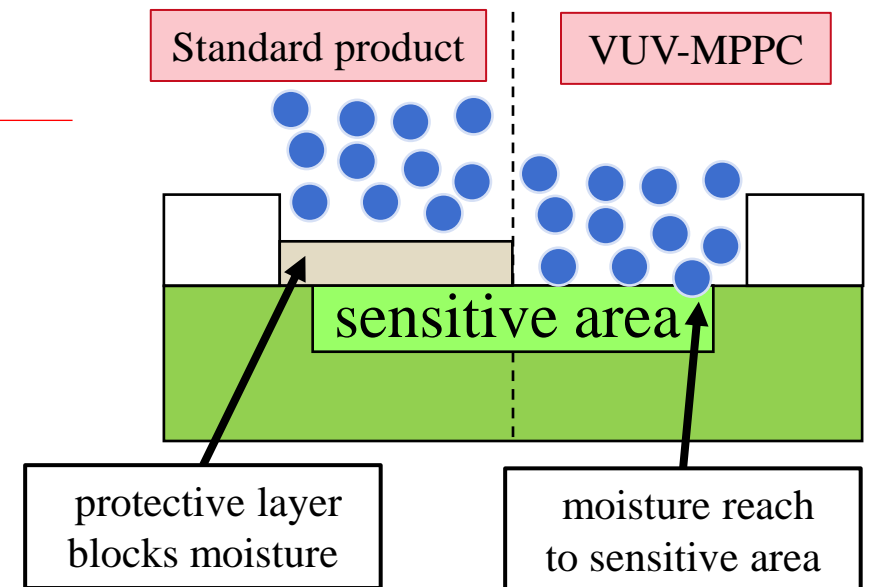 Standard product
VUV-MPPC
sensitive area
protective layer
blocks moisture
moisture reach
to sensitive area